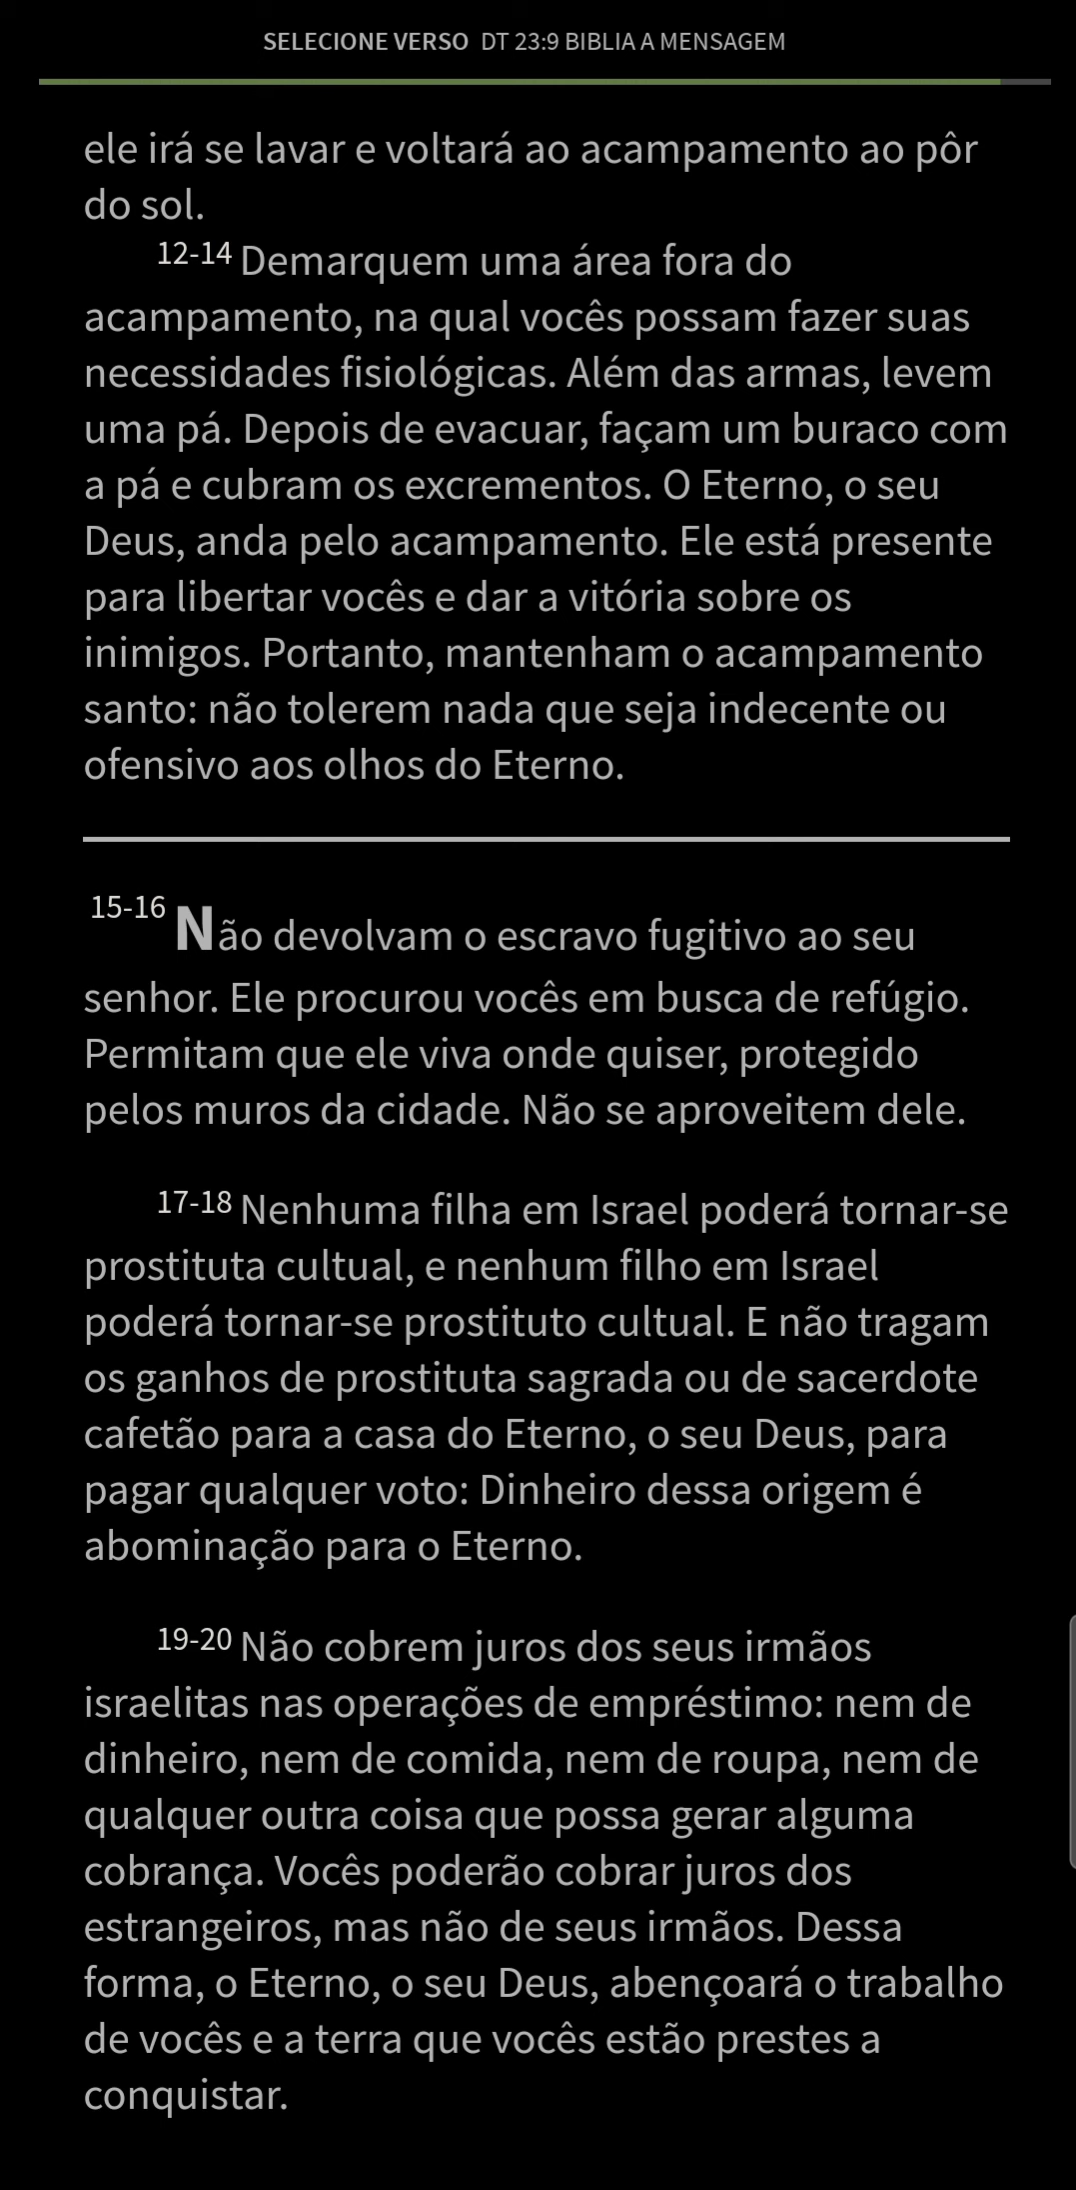 SELECIONE VERSO DT 23:9 BIBLIA A MENSAGEM
ele irá se lavar e voltará ao acampamento ao pôr
do sol.
12-14 Demarquem uma área fora do
acampamento, na qual vocês possam fazer suas
necessidades fisiológicas. Além das armas, levem
uma pá. Depois de evacuar, façam um buraco com
a pá e cubram os excrementos. O Eterno, o seu
Deus, anda pelo acampamento. Ele está presente
para libertar vocês e dar a vitória sobre os
inimigos. Portanto, mantenham o acampamento
santo: não tolerem nada que seja indecente ou
ofensivo aos olhos do Eterno.
15-16 Não devolvam o escravo fugitivo ao seu
senhor. Ele procurou vocês em busca de refúgio.
Permitam que ele viva onde quiser, protegido
pelos muros da cidade. Não se aproveitem dele.
17-18 Nenhuma filha em Israel poderá tornar-se
prostituta cultual, e nenhum filho em Israel
poderá tornar-se prostituto cultual. E não tragam
os ganhos de prostituta sagrada ou de sacerdote
cafetão para a casa do Eterno, o seu Deus, para
pagar qualquer voto: Dinheiro dessa origem é
abominação para o Eterno.
19-20 Não cobrem juros dos seus irmãos
israelitas nas operações de empréstimo: nem de
dinheiro, nem de comida, nem de roupa, nem de
qualquer outra coisa que possa gerar alguma
cobrança. Vocês poderão cobrar juros dos
estrangeiros, mas não de seus irmãos. Dessa
forma, o Eterno, o seu Deus, abençoará o trabalho
de vocês e a terra que vocês estão prestes a
conquistar.